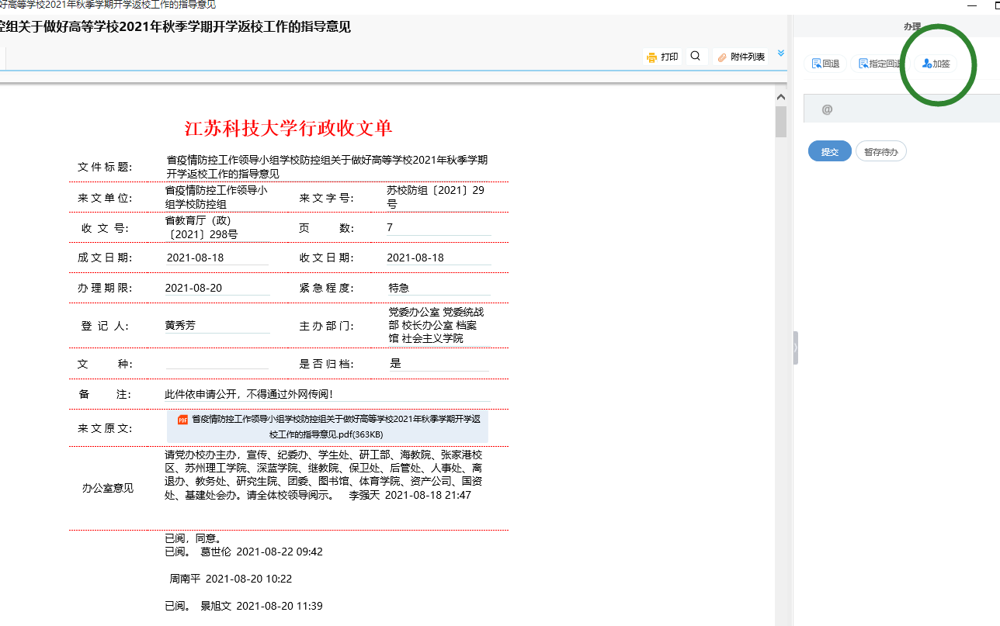 好高等学校2021年秋季学期开学返校工作的指导意见
控组关于做好高等学校2021年秋季学期开学返校工作的指导意见
办理
打印
附件列表
回退
指定回退
加签
@
提交
暂存待办
江苏科技大学行政收文单
文件标题：
省疫情防控工作领导小组学校防控组关于做好高等学校2021年秋季学期
开学返校工作的指导意见
来文单位：
省疫情防控工作领导小
组学校防控组
来文字号：
苏校防组〔2021〕29
号
收文号：
省教育厅（政）
〔2021〕298号
页数：
7
成文日期：
2021-08-18
收文日期：
2021-08-18
办理期限：
2021-08-20
紧急程度：
特急
登记人：
黄秀芳
主办部门：
党委办公室 党委统战
部 校长办公室 档案
馆 社会主义学院
文种：
是否归档：
是
备注：
此件依申请公开，不得通过外网传阅！
来文原文：
PDF
省疫情防控工作领导小组学校防控组关于做好高等学校2021年秋季学期开学返
校工作的指导意见.pdf(363KB)
办公室意见
请党办校办主办，宣传、纪委办、学生处、研工部、海教院、张家港校
区、苏州理工学院、深蓝学院、继教院、保卫处、后管处、人事处、离
退办、教务处、研究生院、团委、图书馆、体育学院、资产公司、国资
处、基建处会办。请全体校领导阅示。 李强天 2021-08-18 21:47
已阅，同意。
已阅。 葛世伦 2021-08-22 09:42
周南平 2021-08-20 10:22
已阅。 景旭文 2021-08-20 11:39